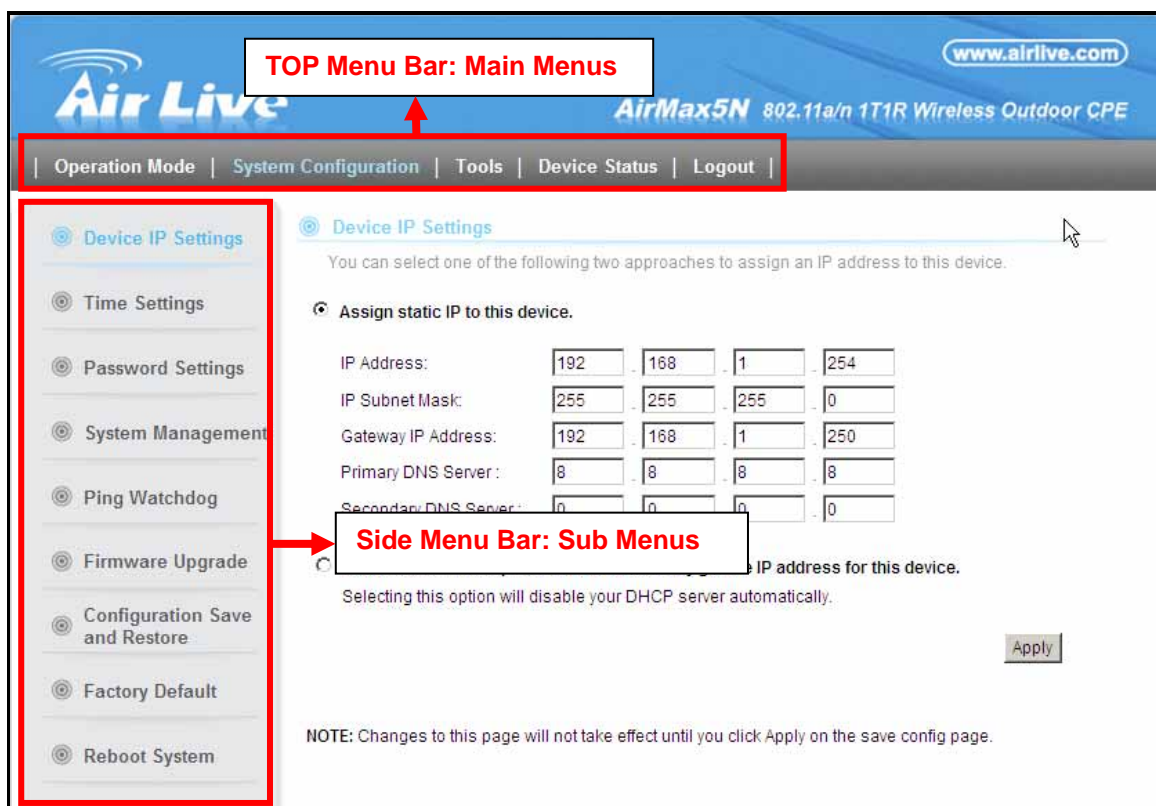 www.airlive.com
TOP Menu Bar: Main Menus
Air Live
AirMax5N 802.11a/n 1T1R Wireless Outdoor CPE
| Operation Mode | System Configuration | Tools | Device Status | Logout |
Device IP Settings
Time Settings
Password Settings
System Management
Ping Watchdog
Firmware Upgrade
Configuration Save
and Restore
Factory Default
Reboot System
Device IP Settings
You can select one of the following two approaches to assign an IP address to this device.
Assign static IP to this device.
IP Address: 192 . 168 . 1 . 254
IP Subnet Mask: 255 . 255 . 255 . 0
Gateway IP Address: 192 . 168 . 1 . 250
Primary DNS Server : 8 . 8 . 8 . 8
Secondary DNS Server : 0 . 0 . 0 . 0
Side Menu Bar: Sub Menus
IP address for this device.
Selecting this option will disable your DHCP server automatically.
Apply
NOTE: Changes to this page will not take effect until you click Apply on the save config page.